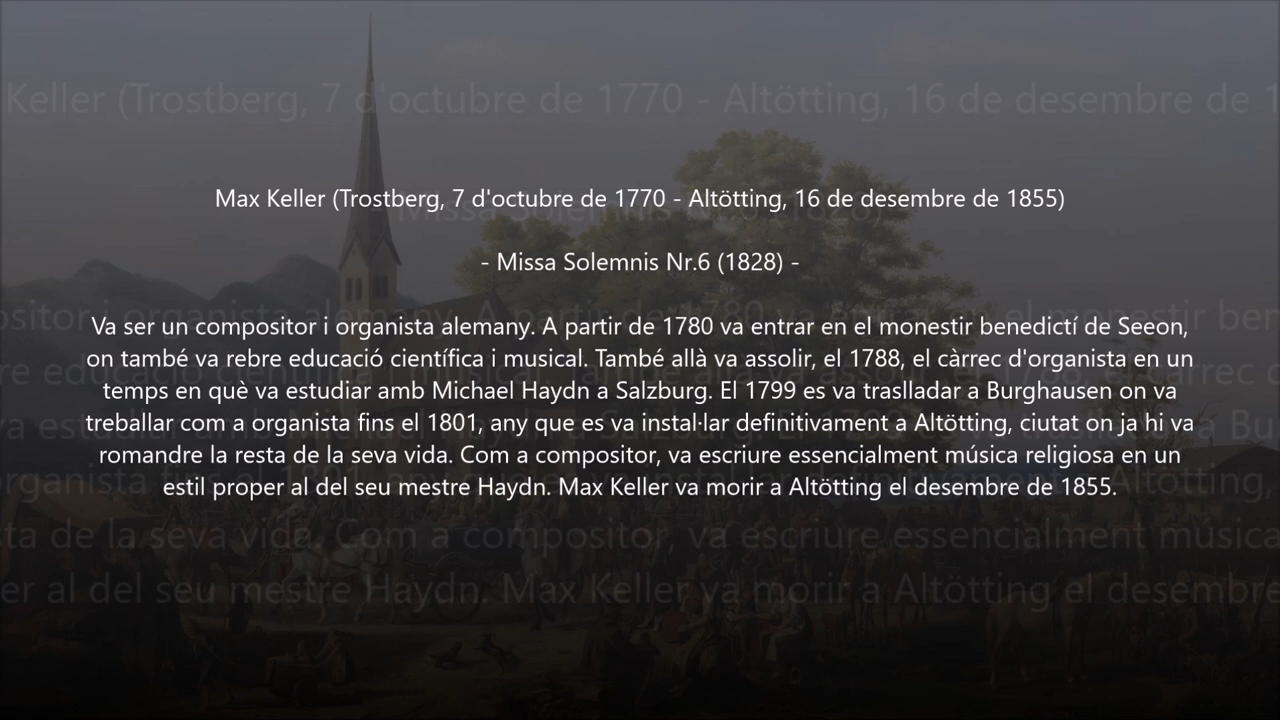 Max Keller (Trostberg, 7 d'octubre de 1770 - Altötting, 16 de desembre de 1855)
- Missa Solemnis Nr.6 (1828) -
Va ser un compositor i organista alemany. A partir de 1780 va entrar en el monestir benedictí de Seeon,
on també va rebre educació científica i musical. També allà va assolir, el 1788, el càrrec d'organista en un
temps en què va estudiar amb Michael Haydn a Salzburg. El 1799 es va traslladar a Burghausen on va
treballar com a organista fins el 1801, any que es va instal·lar definitivament a Altötting, ciutat on ja hi va
romandre la resta de la seva vida. Com a compositor, va escriure essencialment música religiosa en un
estil proper al del seu mestre Haydn. Max Keller va morir a Altötting el desembre de 1855.